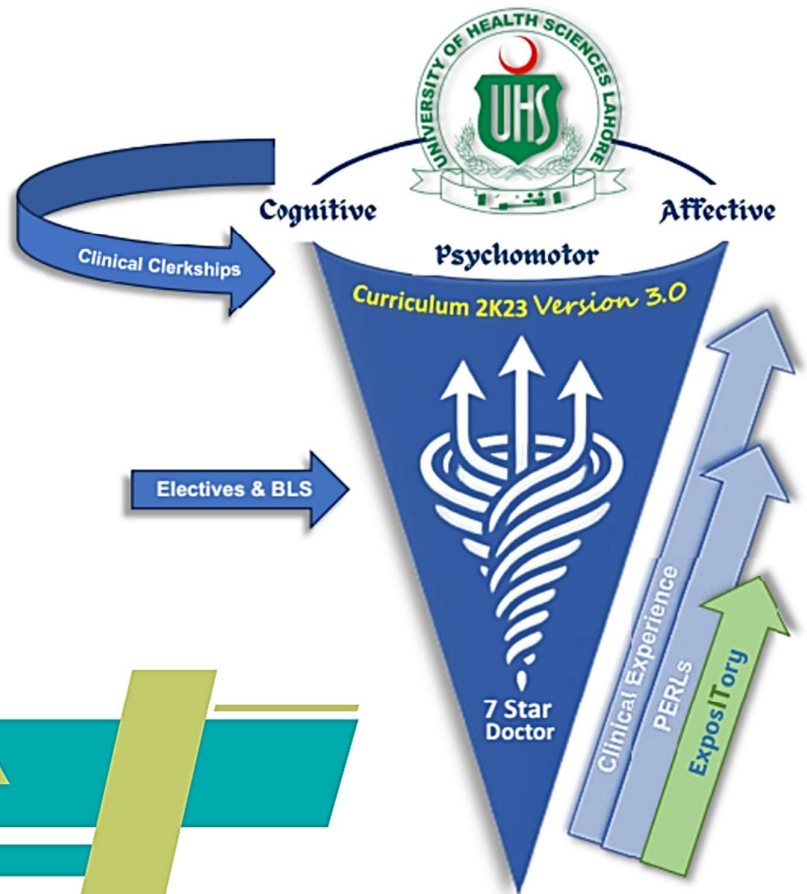 UNIVERSITY OF HEALTH SCIENCES LAHORE
UHS
اقرأ
Cognitive
Affective
Psychomotor
Clinical Clerkships
Curriculum 2K23 Version 3.0
Electives & BLS
7 Star
Doctor
Clinical Experience
PERLs
ExposITory